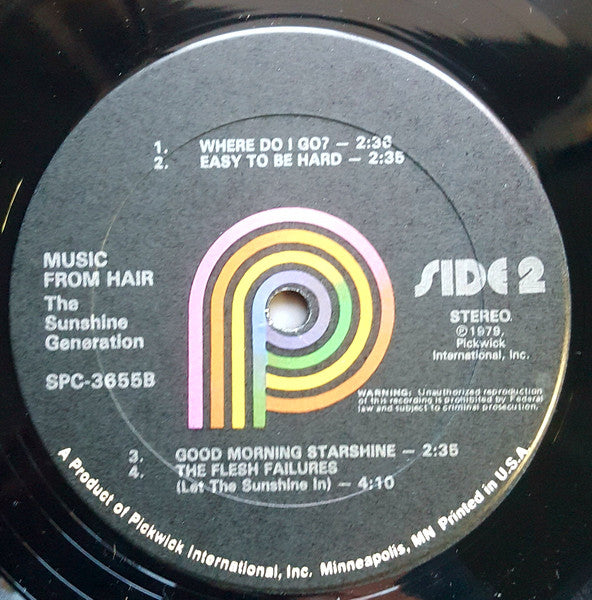 1. WHERE DO I GO? — 2:36
2. EASY TO BE HARD — 2:35
MUSIC
FROM HAIR
The
Sunshine
Generation
SPC-3655B
SIDE 2
STEREO
℗1979,
Pickwick
International, Inc.
WARNING: Unauthorized reproduction
of this recording is prohibited by Federal
law and subject to criminal prosecution.
3. GOOD MORNING STARSHINE — 2:35
4. THE FLESH FAILURES
(Let The Sunshine In) — 4:10
A Product of Pickwick International, Inc. Minneapolis, MN Printed in U.S.A